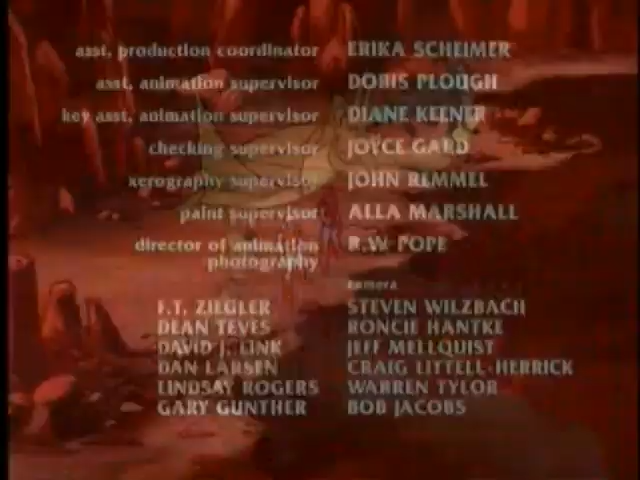 asst. production coordinator ERIKA SCHEIMER
asst. animation supervisor DORIS PLOUGH
key asst. animation supervisor DIANE KEENER
checking supervisor JOYCE GARD
xerography supervisor JOHN REMMEL
paint supervisor ALLA MARSHALL
director of animation R.W. POPE
photography
camera
F.T. ZIEGLER STEVEN WILZBACH
DEAN TEVES RONCIE HANTKE
DAVID J. LINK JEFF MELLQUIST
DAN LARSEN CRAIG LITTELL-HERRICK
LINDSAY ROGERS WARREN TYLOR
GARY GUNTHER BOB JACOBS